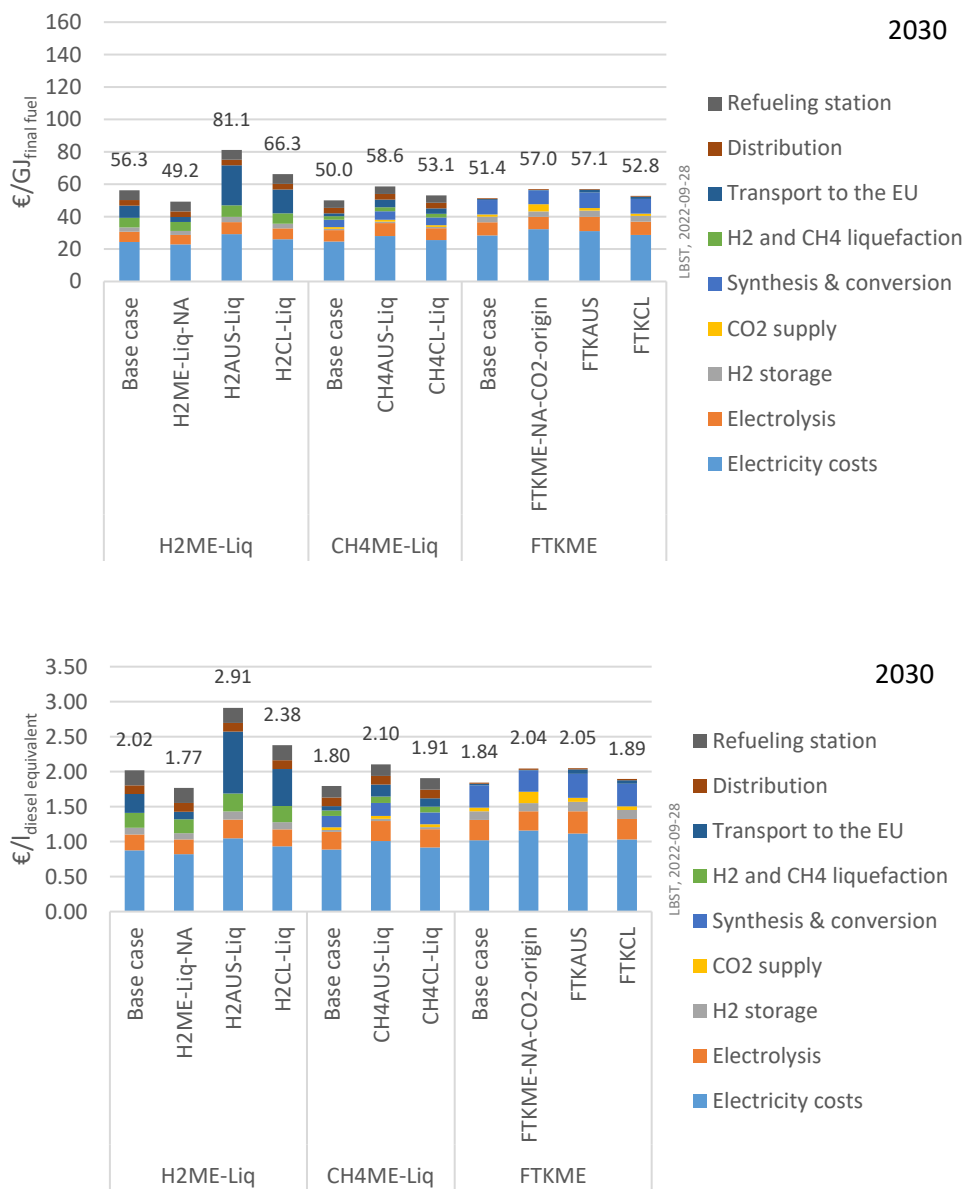 2030
160
140
120
100
80
60
40
20
0
€/GJfinal fuel
56.3
49.2
81.1
66.3
50.0
58.6
53.1
51.4
57.0
57.1
52.8
Base case
H2ME-Liq-NA
H2AUS-Liq
H2CL-Liq
Base case
CH4AUS-Liq
CH4CL-Liq
Base case
FTKME-NA-CO2-origin
FTKAUS
FTKCL
H2ME-Liq
CH4ME-Liq
FTKME
LBST, 2022-09-28
Refueling station
Distribution
Transport to the EU
H2 and CH4 liquefaction
Synthesis & conversion
CO2 supply
H2 storage
Electrolysis
Electricity costs
2030
3.50
3.00
2.50
2.00
1.50
1.00
0.50
0.00
€/ldiesel equivalent
2.02
1.77
2.91
2.38
1.80
2.10
1.91
1.84
2.04
2.05
1.89
Base case
H2ME-Liq-NA
H2AUS-Liq
H2CL-Liq
Base case
CH4AUS-Liq
CH4CL-Liq
Base case
FTKME-NA-CO2-origin
FTKAUS
FTKCL
H2ME-Liq
CH4ME-Liq
FTKME
LBST, 2022-09-28
Refueling station
Distribution
Transport to the EU
H2 and CH4 liquefaction
Synthesis & conversion
CO2 supply
H2 storage
Electrolysis
Electricity costs